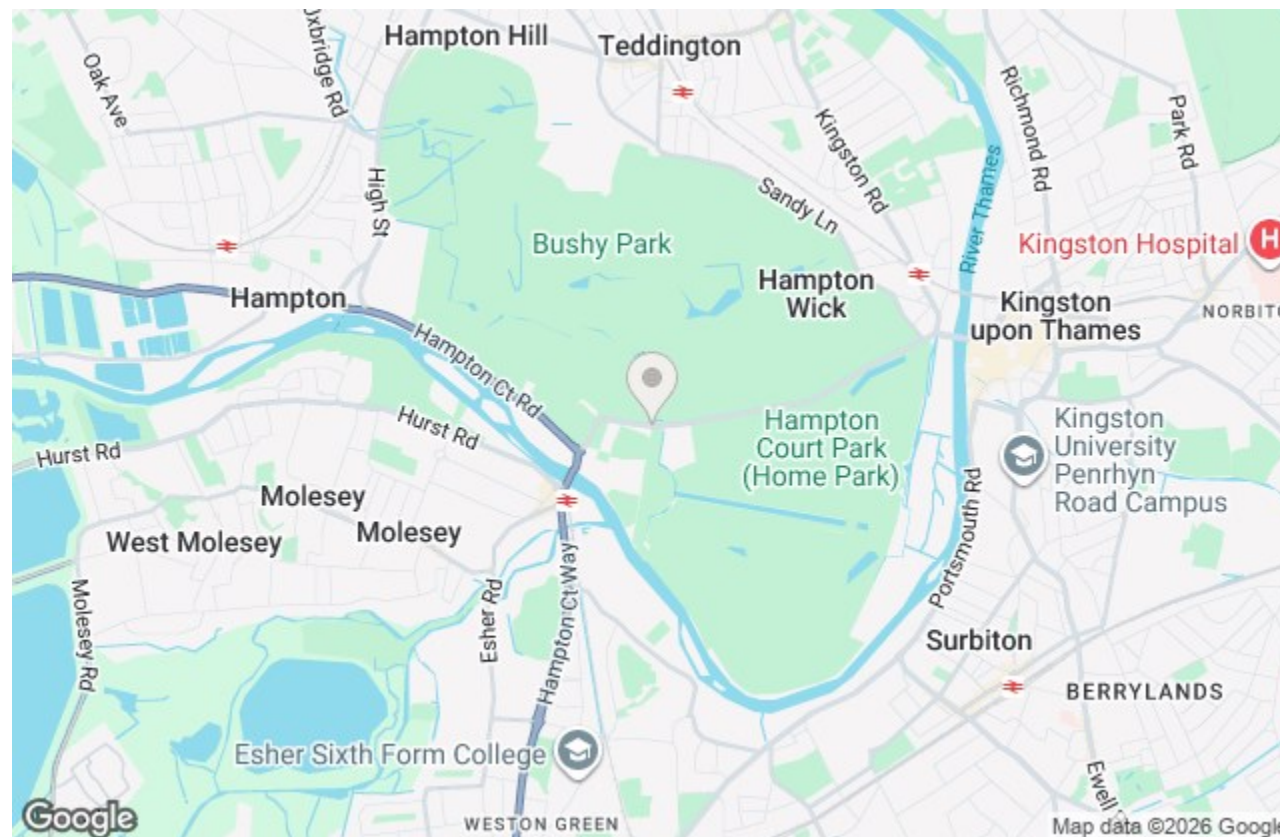 Hampton Hill
Teddington
Oak Ave
Uxbridge Rd
Richmond Rd
Park Rd
Kingston Rd
High St
River Thames
Sandy Ln
Bushy Park
Kingston Hospital
H
Hampton
Wick
Hampton
Kingston
upon Thames
NORBITO
Hampton Ct Rd
Hampton
Court Park
(Home Park)
Kingston
University
Penrhyn
Road Campus
Hurst Rd
Hurst Rd
Molesey
West Molesey
Molesey
Portsmouth Rd
Molesey Rd
Esher Rd
Hampton Ct Way
Surbiton
BERRYLANDS
Esher Sixth Form College
Ewell
WESTON GREEN
Google
Map data ©2026 Google